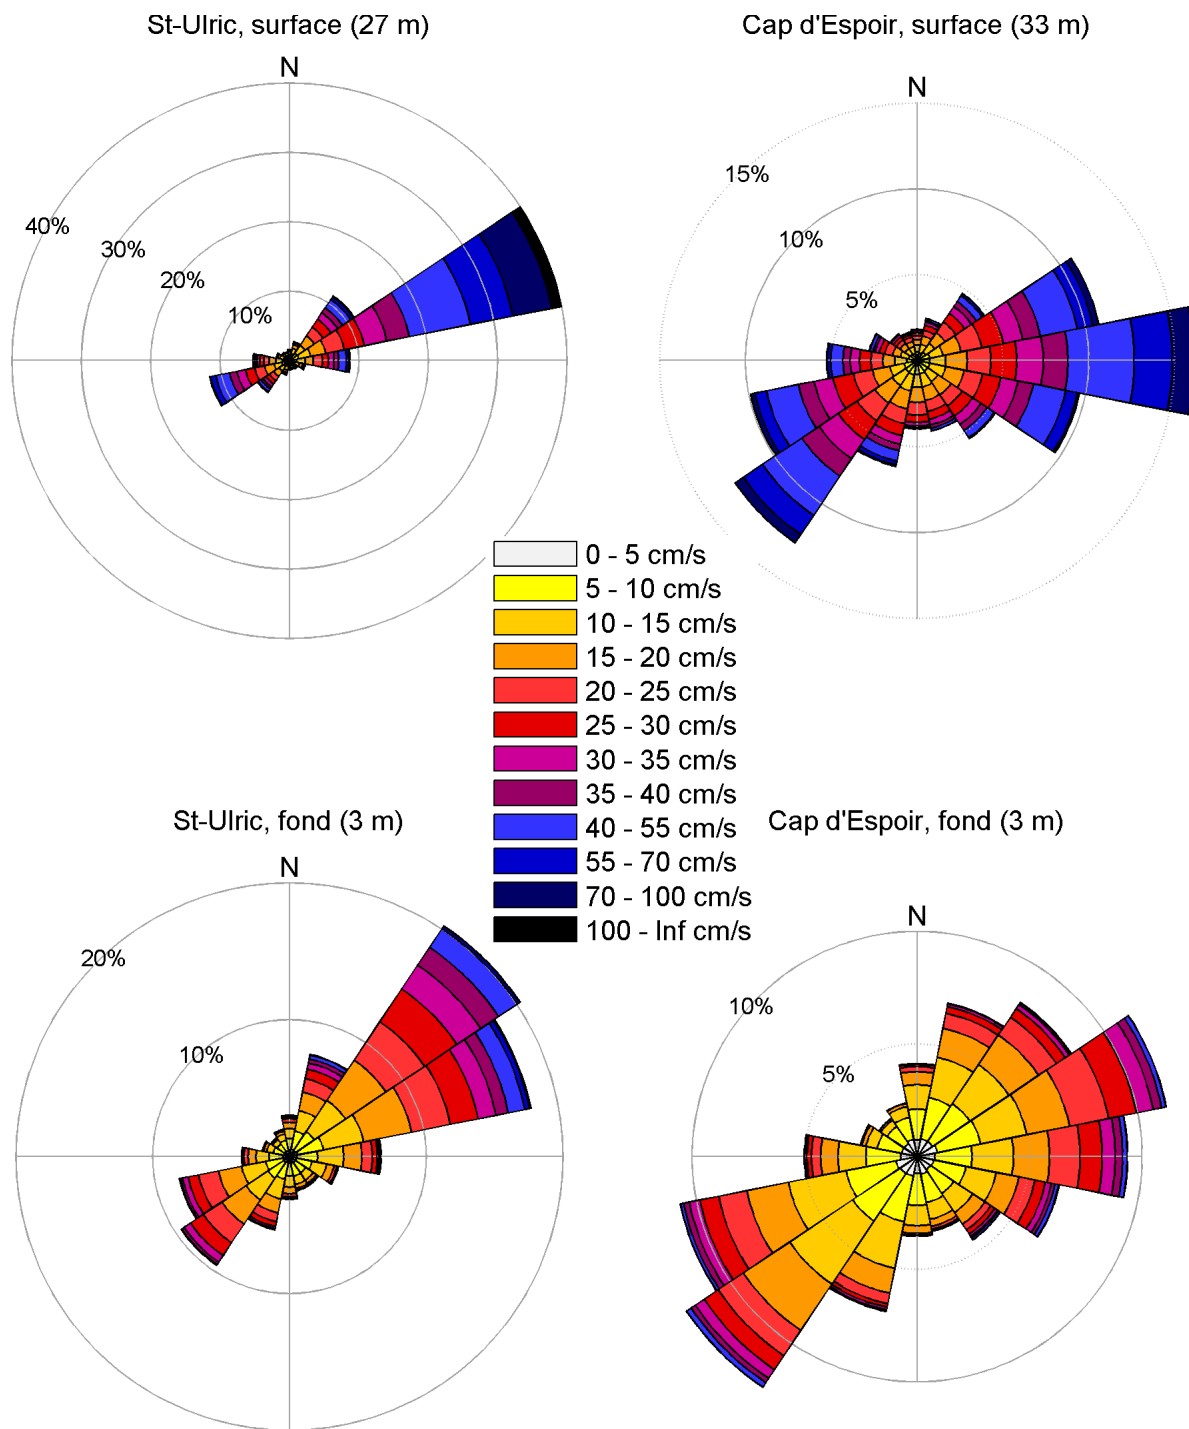 St-Ulric, surface (27 m)
Cap d'Espoir, surface (33 m)
N
40%
30%
20%
10%
N
15%
10%
5%
0 - 5 cm/s
5 - 10 cm/s
10 - 15 cm/s
15 - 20 cm/s
20 - 25 cm/s
25 - 30 cm/s
30 - 35 cm/s
35 - 40 cm/s
40 - 55 cm/s
55 - 70 cm/s
70 - 100 cm/s
100 - Inf cm/s
St-Ulric, fond (3 m)
Cap d'Espoir, fond (3 m)
N
20%
10%
N
10%
5%